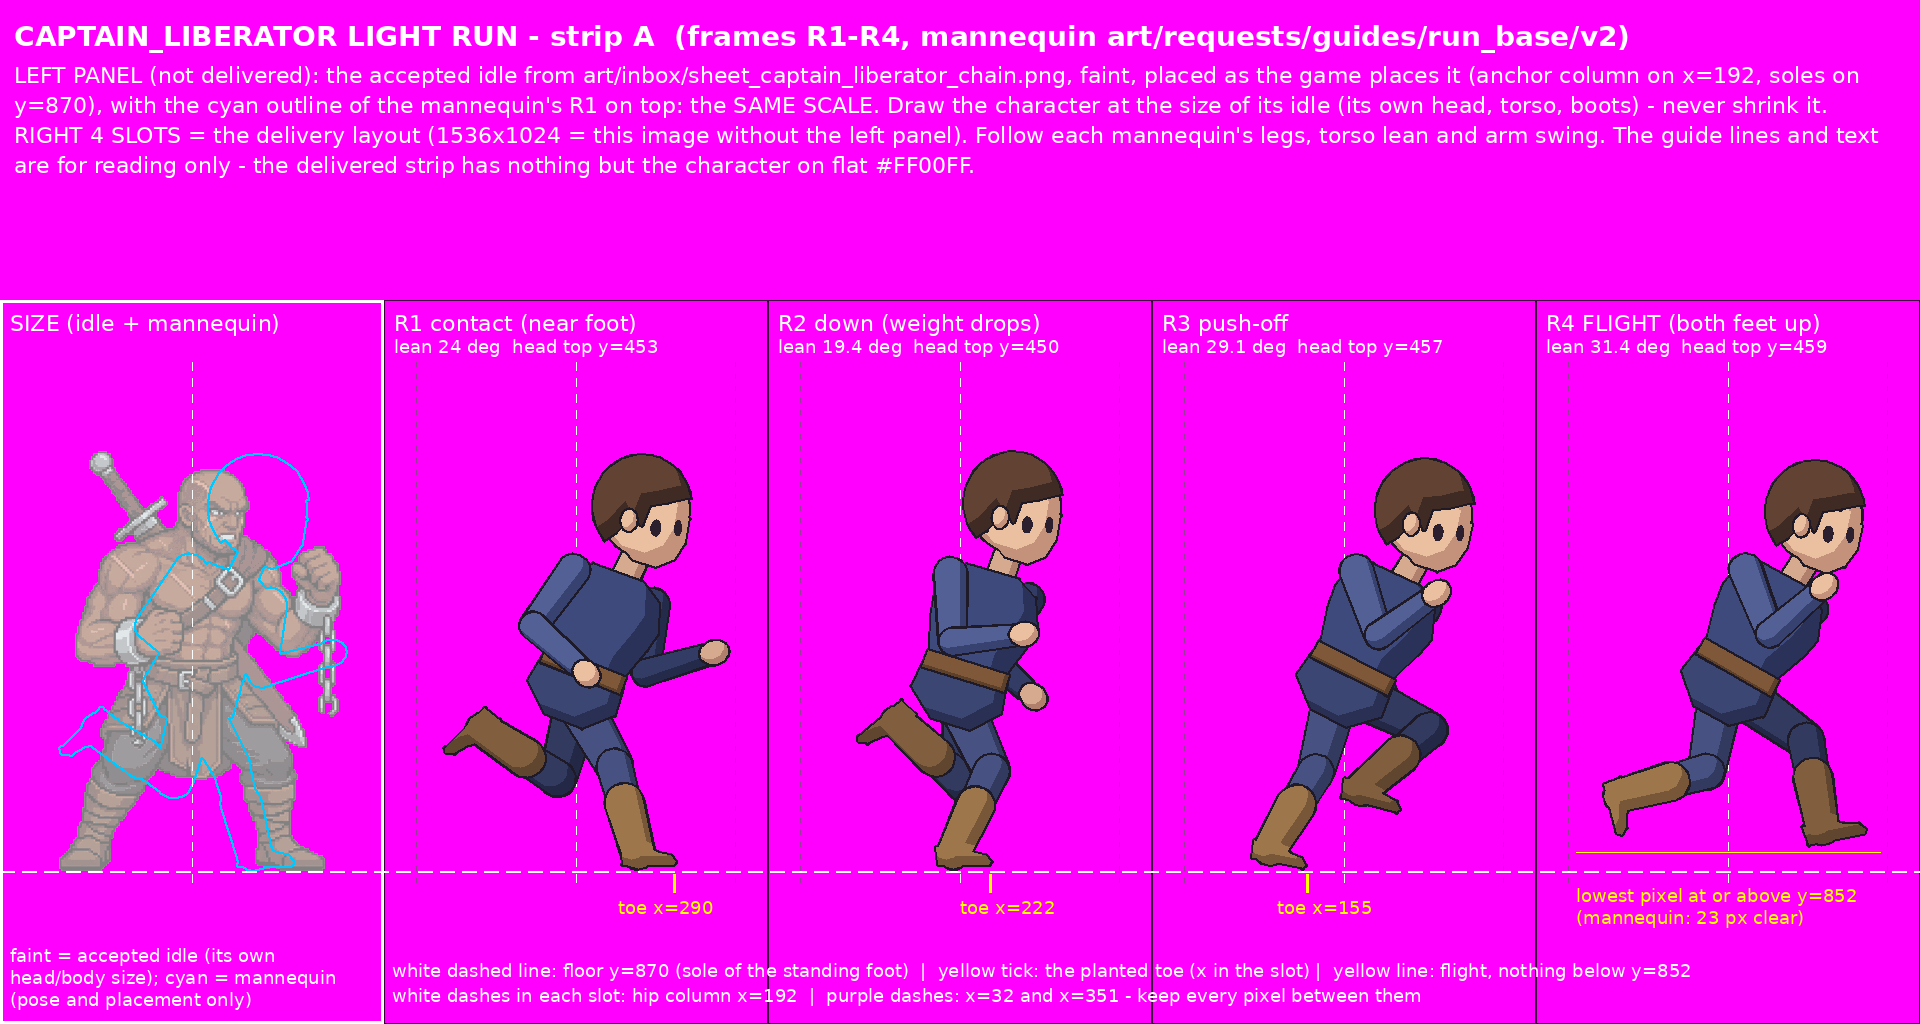 CAPTAIN_LIBERATOR LIGHT RUN - strip A  (frames R1-R4, mannequin art/requests/guides/run_base/v2)
LEFT PANEL (not delivered): the accepted idle from art/inbox/sheet_captain_liberator_chain.png, faint, placed as the game places it (anchor column on x=192, soles on
y=870), with the cyan outline of the mannequin's R1 on top: the SAME SCALE. Draw the character at the size of its idle (its own head, torso, boots) - never shrink it.
RIGHT 4 SLOTS = the delivery layout (1536x1024 = this image without the left panel). Follow each mannequin's legs, torso lean and arm swing. The guide lines and text
are for reading only - the delivered strip has nothing but the character on flat #FF00FF.
SIZE (idle + mannequin)
R1 contact (near foot)
lean 24 deg  head top y=453
R2 down (weight drops)
lean 19.4 deg  head top y=450
R3 push-off
lean 29.1 deg  head top y=457
R4 FLIGHT (both feet up)
lean 31.4 deg  head top y=459
toe x=290
toe x=222
toe x=155
lowest pixel at or above y=852
(mannequin: 23 px clear)
faint = accepted idle (its own
head/body size); cyan = mannequin
(pose and placement only)
white dashed line: floor y=870 (sole of the standing foot)  |  yellow tick: the planted toe (x in the slot) |  yellow line: flight, nothing below y=852
white dashes in each slot: hip column x=192  |  purple dashes: x=32 and x=351 - keep every pixel between them